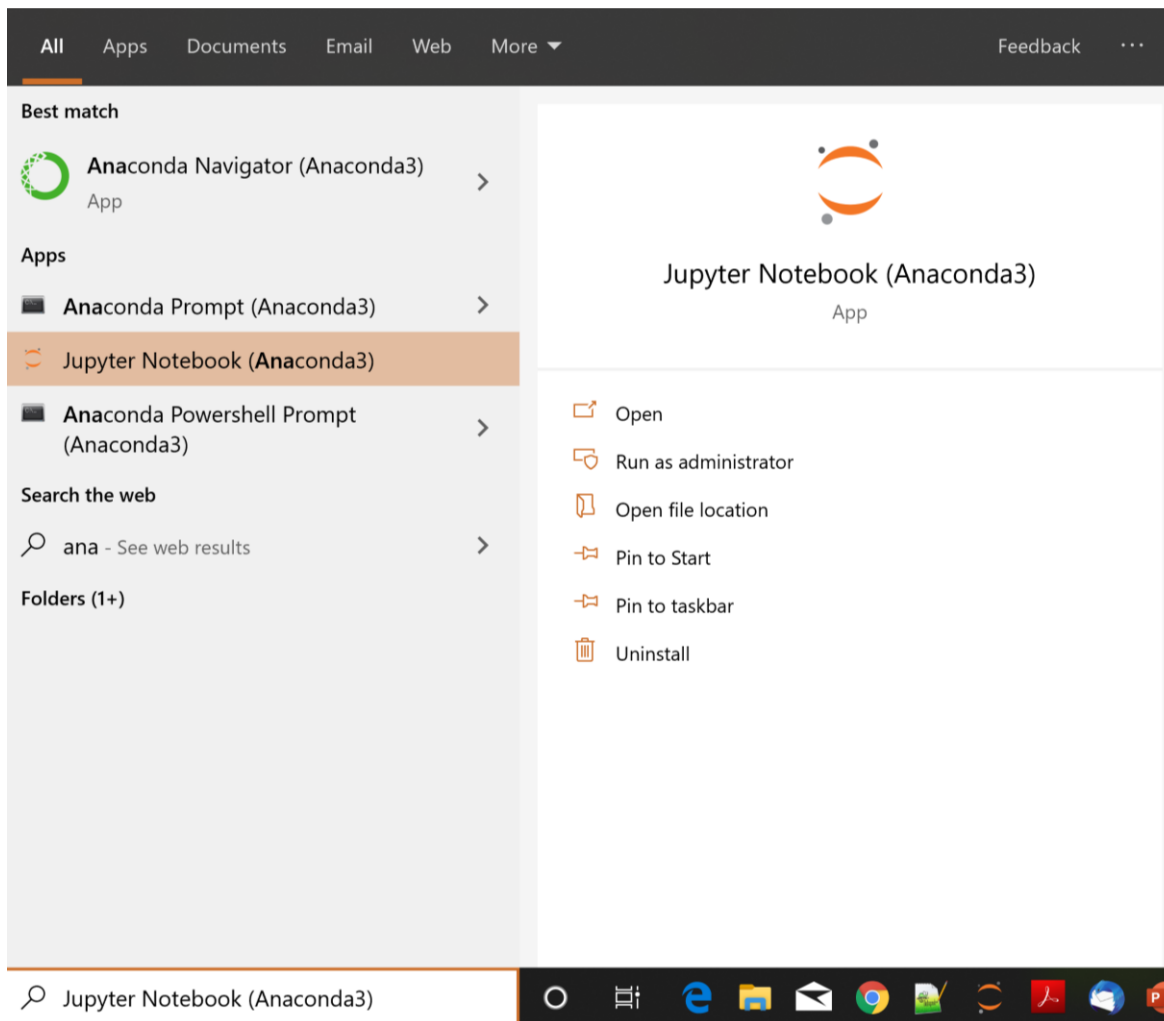 All Apps Documents Email Web More Feedback ...
Best match
Anaconda Navigator (Anaconda3)
App
Apps
Anaconda Prompt (Anaconda3)
Jupyter Notebook (Anaconda3)
Anaconda Powershell Prompt
(Anaconda3)
Search the web
ana - See web results
Folders (1+)
Jupyter Notebook (Anaconda3)
App
Open
Run as administrator
Open file location
Pin to Start
Pin to taskbar
Uninstall
Jupyter Notebook (Anaconda3)
P